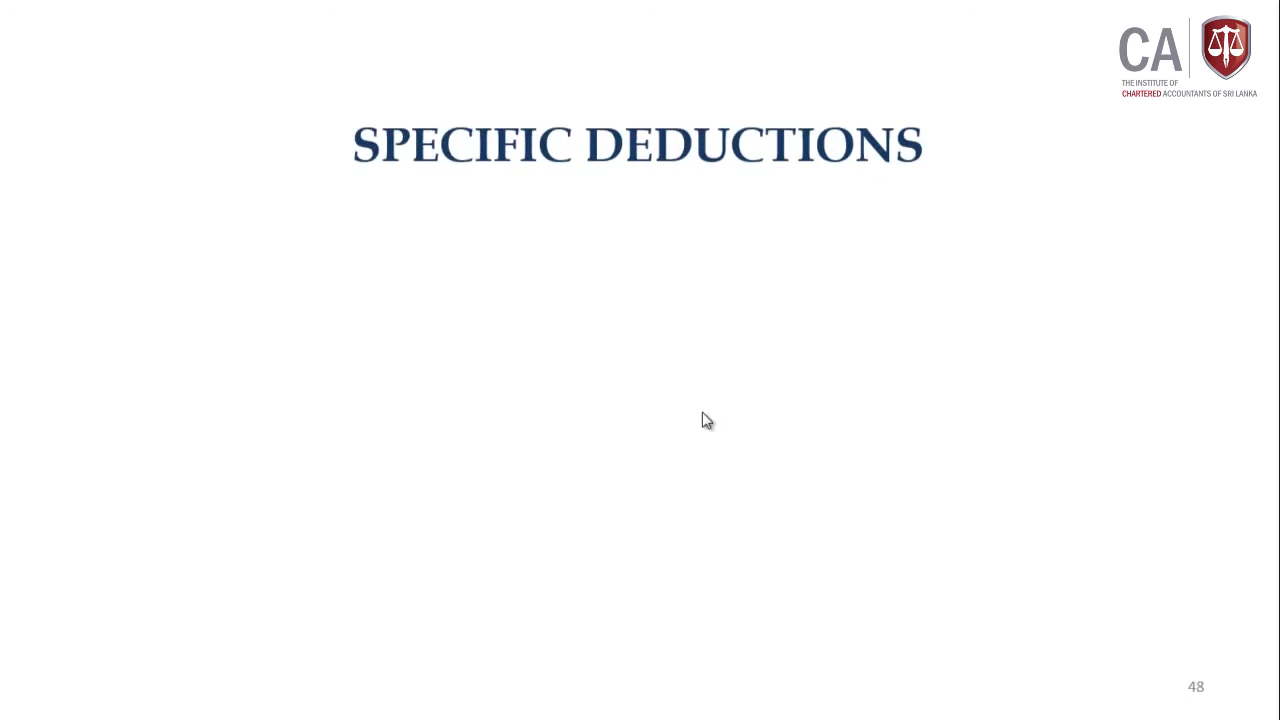 CA
THE INSTITUTE OF
CHARTERED ACCOUNTANTS OF SRI LANKA
SPECIFIC DEDUCTIONS
48